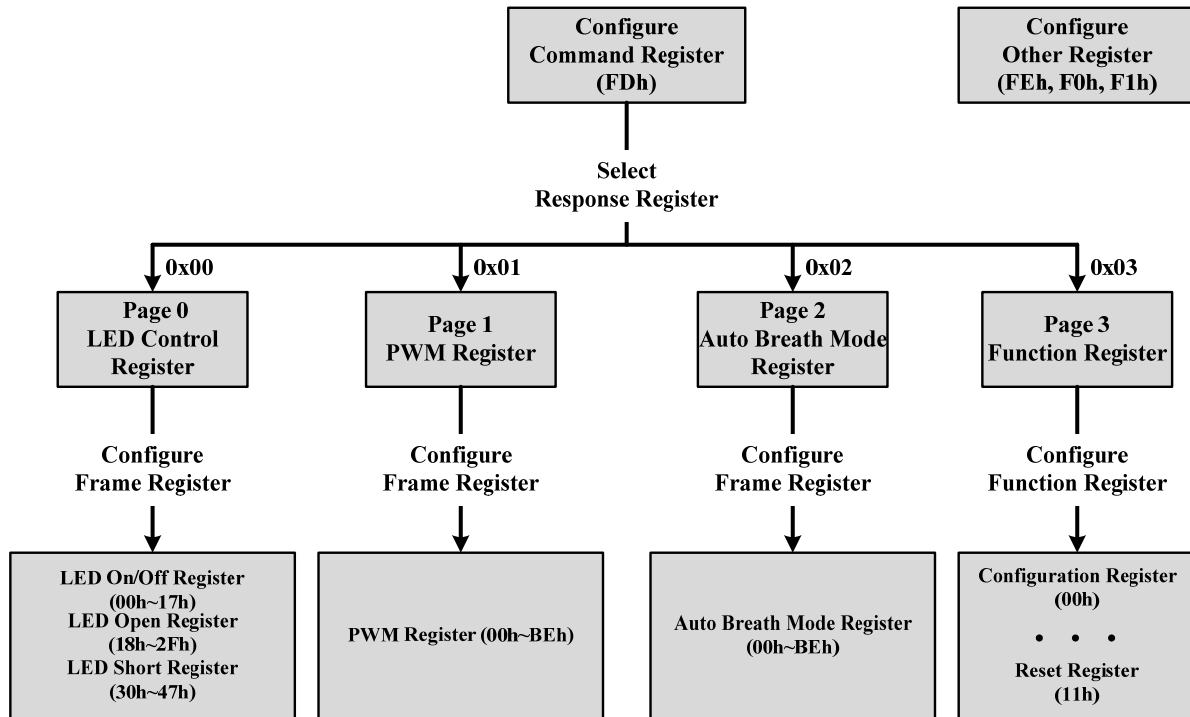 Configure
Command Register
(FDh)
Configure
Other Register
(FEh, F0h, F1h)
Select
Response Register
0x00
0x01
0x02
0x03
Page 0
LED Control
Register
Page 1
PWM Register
Page 2
Auto Breath Mode
Register
Page 3
Function Register
Configure
Frame Register
Configure
Frame Register
Configure
Frame Register
Configure
Function Register
LED On/Off Register
(00h~17h)
LED Open Register
(18h~2Fh)
LED Short Register
(30h~47h)
PWM Register (00h~BEh)
Auto Breath Mode Register
(00h~BEh)
Configuration Register
(00h)
• • •
Reset Register
(11h)